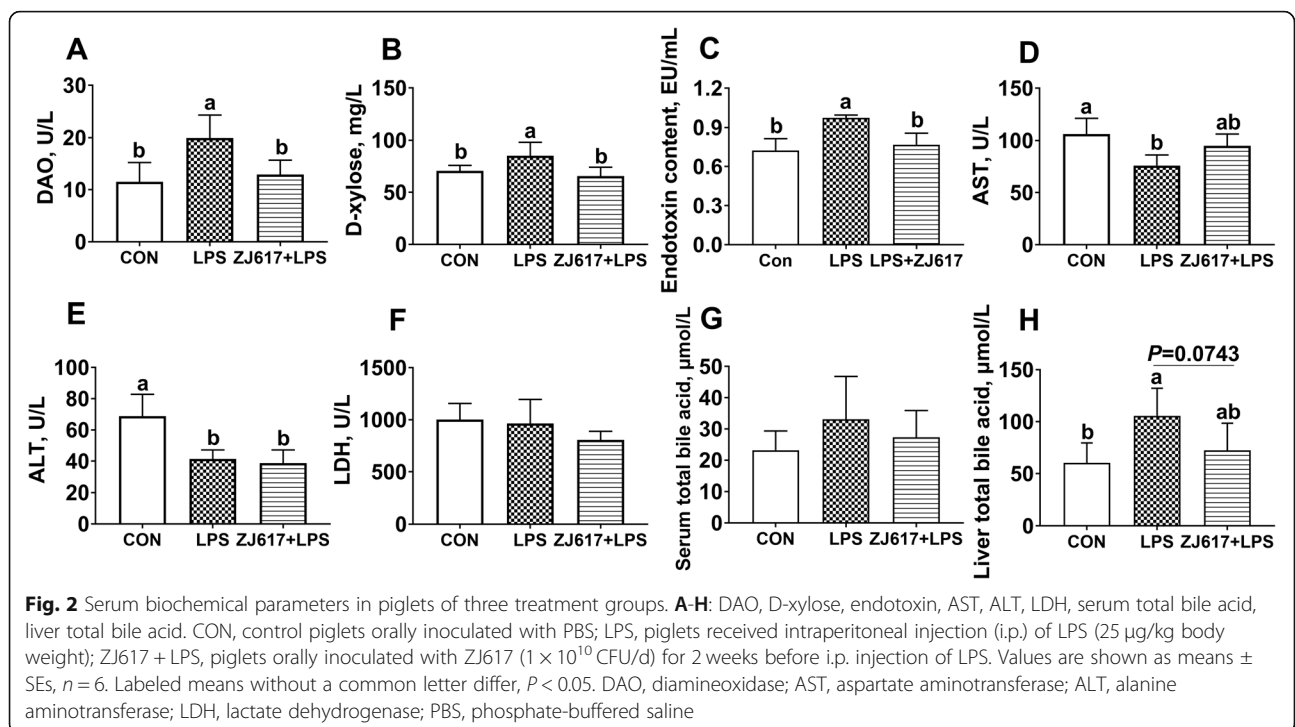 A
DAO, U/L
30
20
10
0
b
a
b
CON
LPS
ZJ617+LPS
B
D-xylose, mg/L
150
100
50
0
b
a
b
CON
LPS
ZJ617+LPS
C
Endotoxin content, EU/mL
1.2
0.9
0.6
0.3
0.0
b
a
b
Con
LPS
LPS+ZJ617
D
AST, U/L
150
100
50
0
a
b
ab
CON
LPS
ZJ617+LPS
E
ALT, U/L
100
80
60
40
20
0
a
b
b
CON
LPS
ZJ617+LPS
F
LDH, U/L
1500
1000
500
0
CON
LPS
ZJ617+LPS
G
Serum total bile acid, μmol/L
50
40
30
20
10
0
CON
LPS
ZJ617+LPS
H
Liver total bile acid, μmol/L
150
100
50
0
P=0.0743
b
a
ab
CON
LPS
ZJ617+LPS
Fig. 2 Serum biochemical parameters in piglets of three treatment groups. A-H: DAO, D-xylose, endotoxin, AST, ALT, LDH, serum total bile acid,
liver total bile acid. CON, control piglets orally inoculated with PBS; LPS, piglets received intraperitoneal injection (i.p.) of LPS (25 μg/kg body
weight); ZJ617 + LPS, piglets orally inoculated with ZJ617 (1 × 10¹⁰ CFU/d) for 2 weeks before i.p. injection of LPS. Values are shown as means ±
SEs, n = 6. Labeled means without a common letter differ, P < 0.05. DAO, diamineoxidase; AST, aspartate aminotransferase; ALT, alanine
aminotransferase; LDH, lactate dehydrogenase; PBS, phosphate-buffered saline